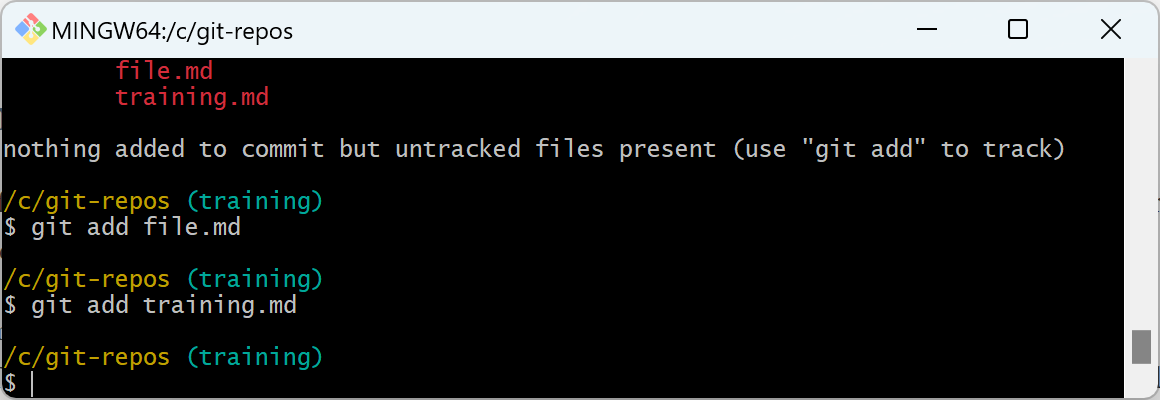 MINGW64:/c/git-repos
file.md
training.md
nothing added to commit but untracked files present (use "git add" to track)
/c/git-repos (training)
$ git add file.md
/c/git-repos (training)
$ git add training.md
/c/git-repos (training)
$